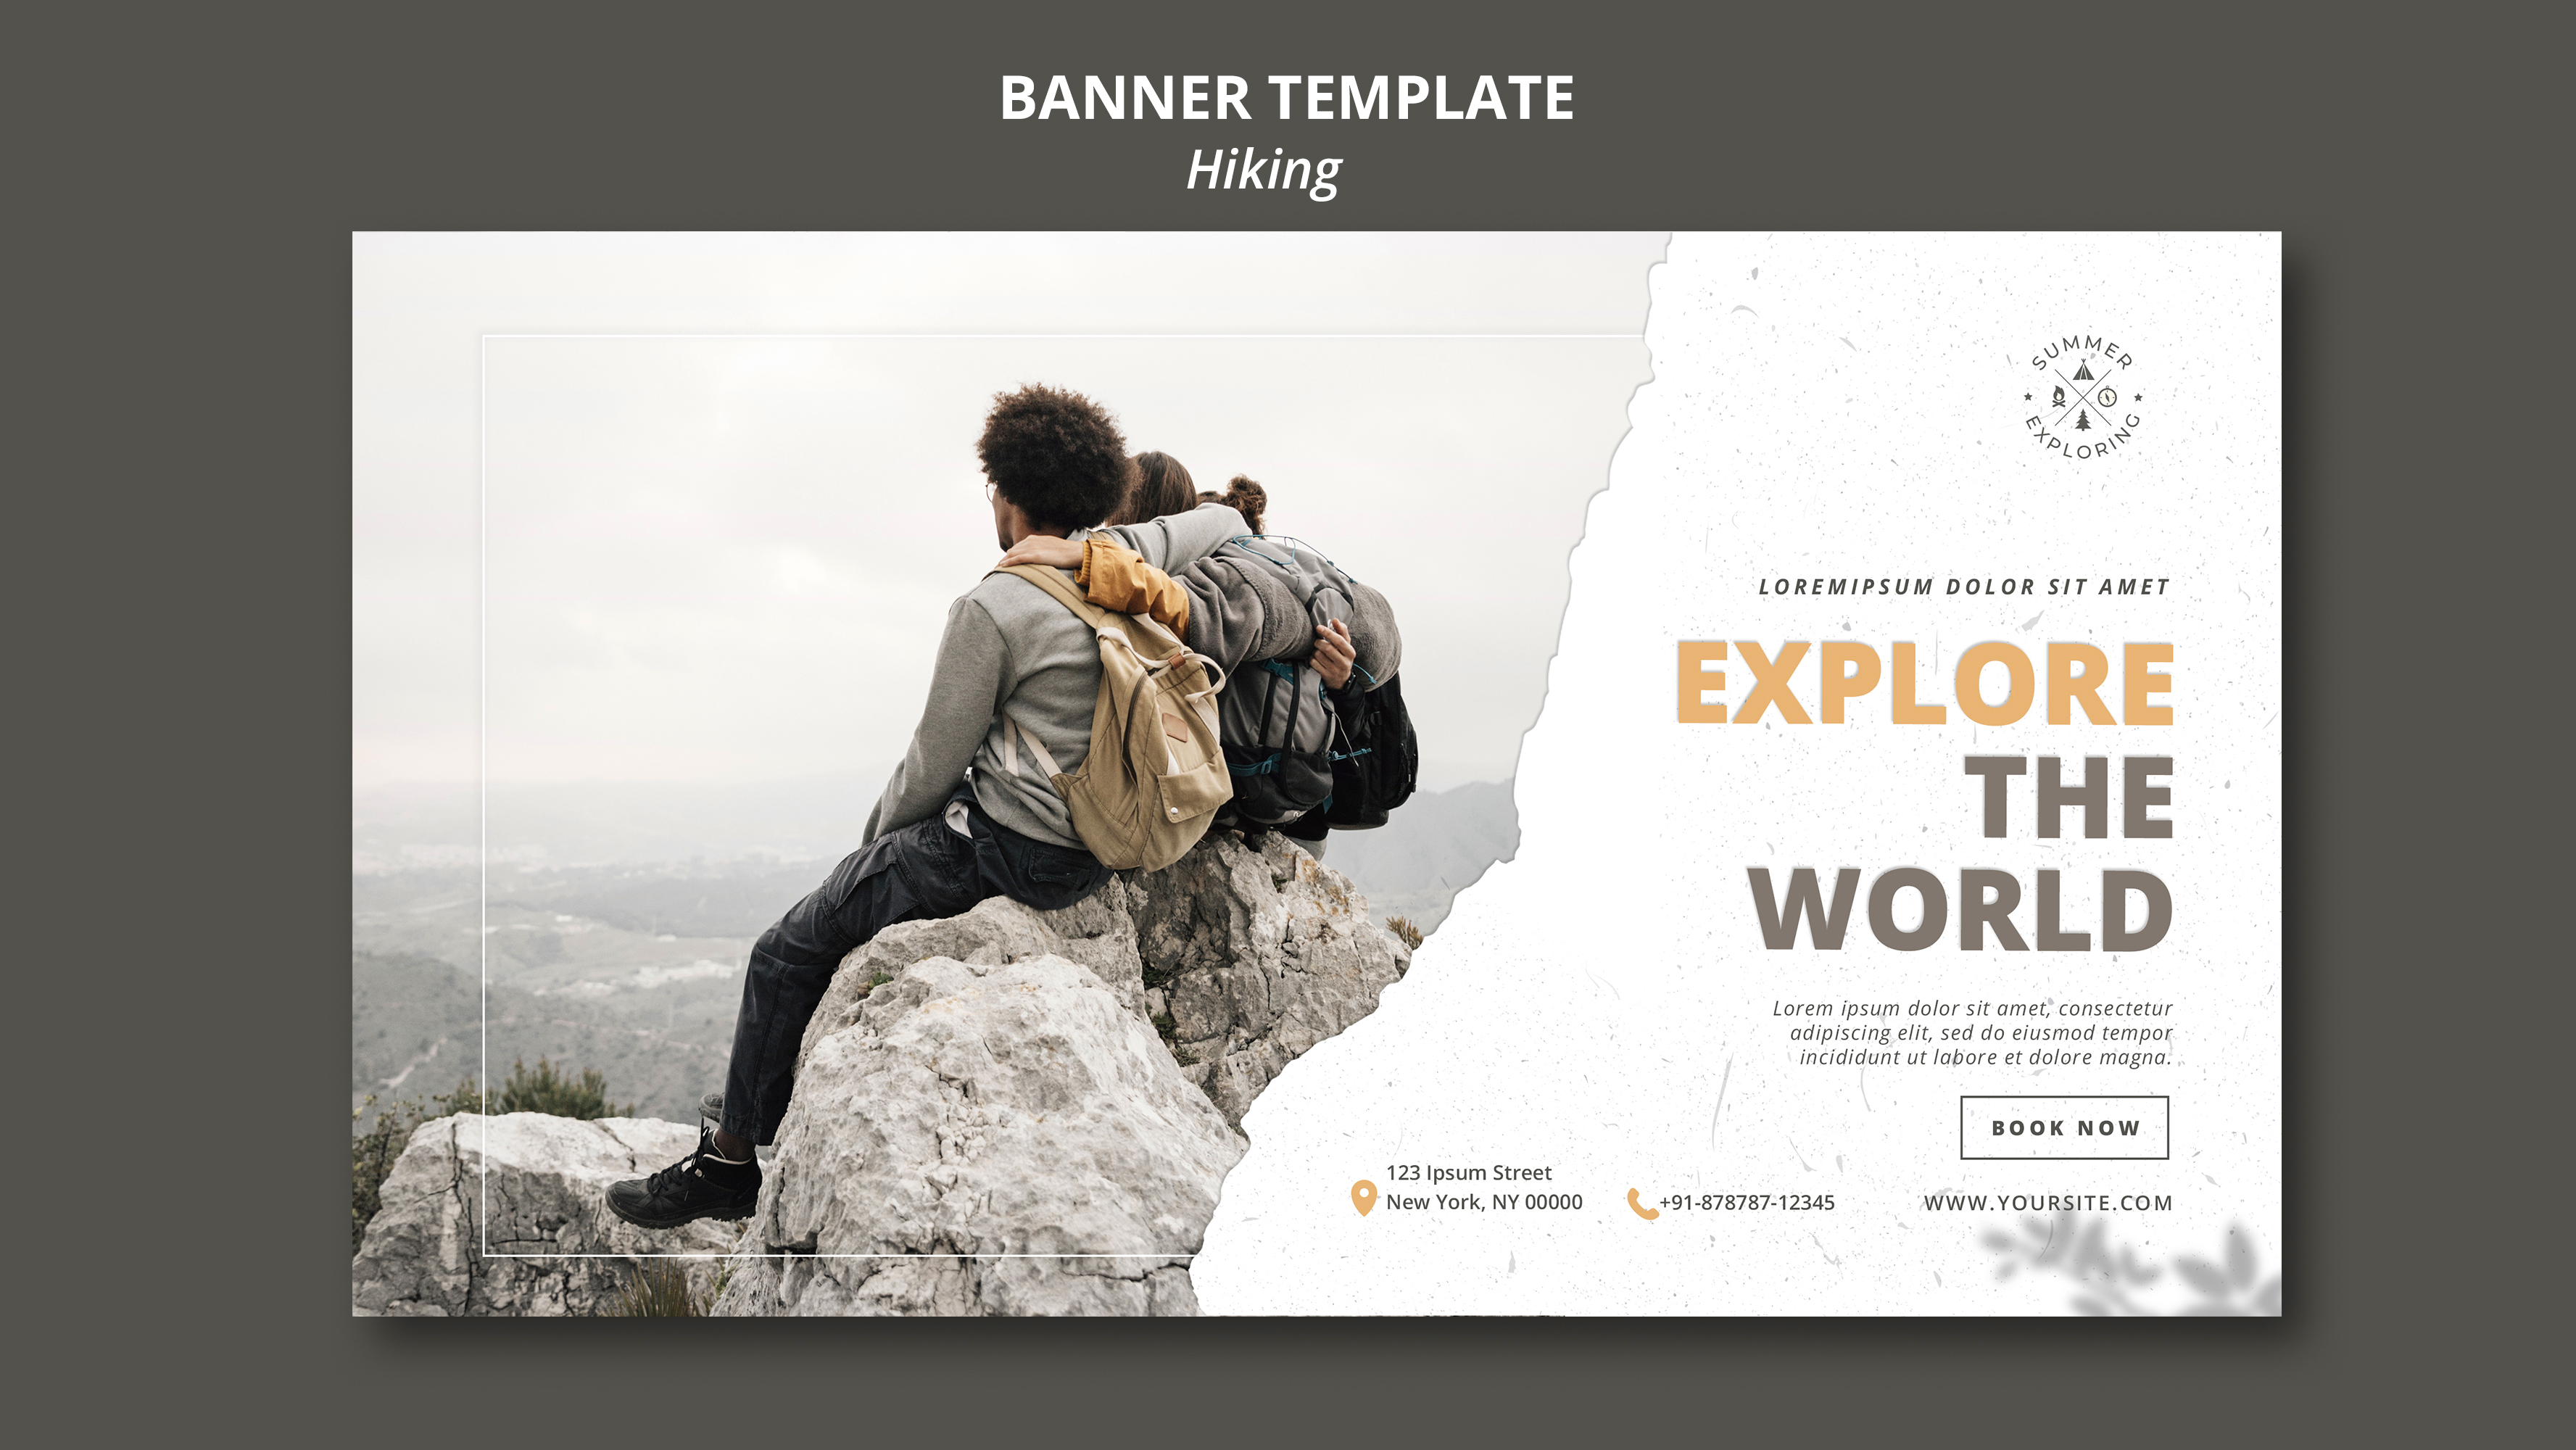 BANNER TEMPLATE
Hiking
SUMMER
EXPLORING
LOREMIPSUM DOLOR SIT AMET
EXPLORE
THE
WORLD
Lorem ipsum dolor sit amet, consectetur
adipiscing elit, sed do eiusmod tempor
incididunt ut labore et dolore magna.
BOOK NOW
123 Ipsum Street
New York, NY 00000
+91-878787-12345
WWW.YOURSITE.COM